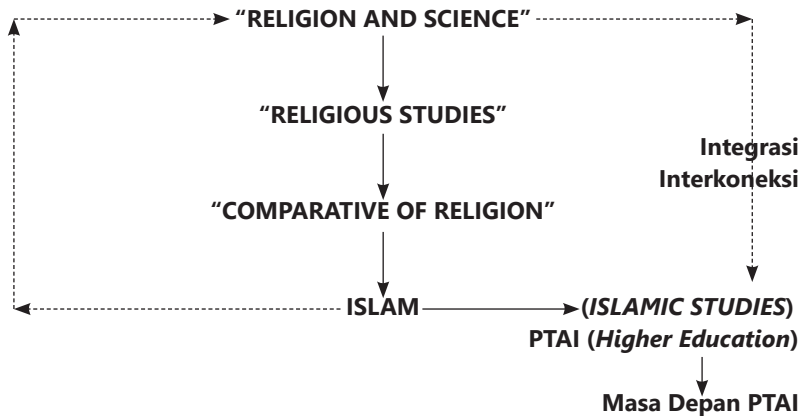 “RELIGION AND SCIENCE”
“RELIGIOUS STUDIES”
Integrasi
Interkoneksi
“COMPARATIVE OF RELIGION”
ISLAM (ISLAMIC STUDIES)
PTAI (Higher Education)
Masa Depan PTAI